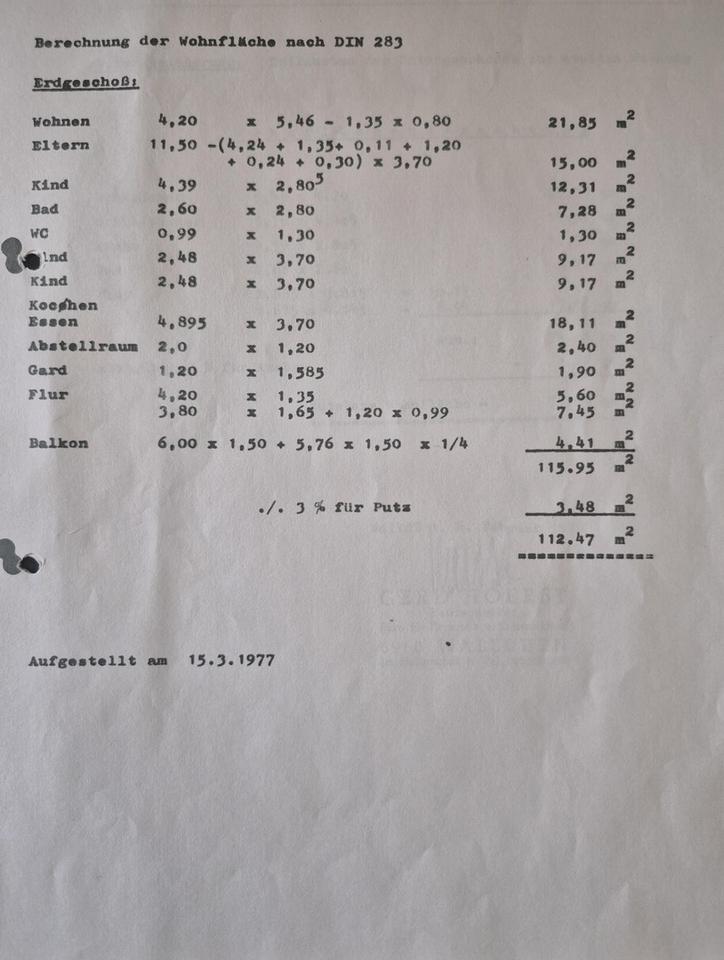 Berechnung der Wohnfläche nach DIN 283
Erdgeschoß:
Wohnen 4,20 x 5,46 - 1,35 x 0,80 21,85 m²
Eltern 11,50 -(4,24 + 1,35+ 0,11 + 1,20
+ 0,24 + 0,30) x 3,70 15,00 m²
Kind 4,39 x 2,80⁵ 12,31 m²
Bad 2,60 x 2,80 7,28 m²
WC 0,99 x 1,30 1,30 m²
ind 2,48 x 3,70 9,17 m²
Kind 2,48 x 3,70 9,17 m²
Kochen
Essen 4,895 x 3,70 18,11 m²
Abstellraum 2,0 x 1,20 2,40 m²
Gard 1,20 x 1,585 1,90 m²
Flur 4,20 x 1,35 5,60 m²
3,80 x 1,65 + 1,20 x 0,99 7,45 m²
Balkon 6,00 x 1,50 + 5,76 x 1,50 x 1/4 4,41 m²
115.95 m²
./. 3 % für Putz 3,48 m²
112.47 m²
Aufgestellt am 15.3.1977